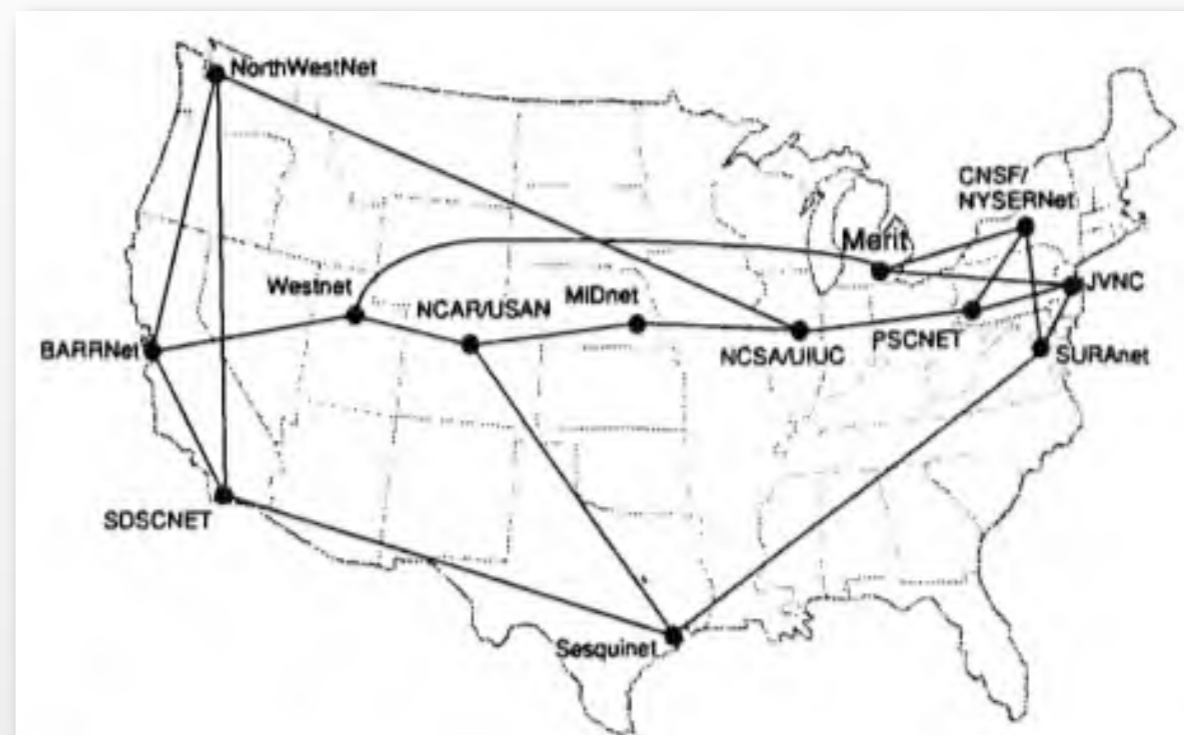 NorthWestNet
CNSF/
NYSERNet
Merit
Westnet
NCAR/USAN
MIDnet
JVNC
BARRNet
NCSA/UIUC
PSCNET
SURAnet
SDSCNET
Sesquinet